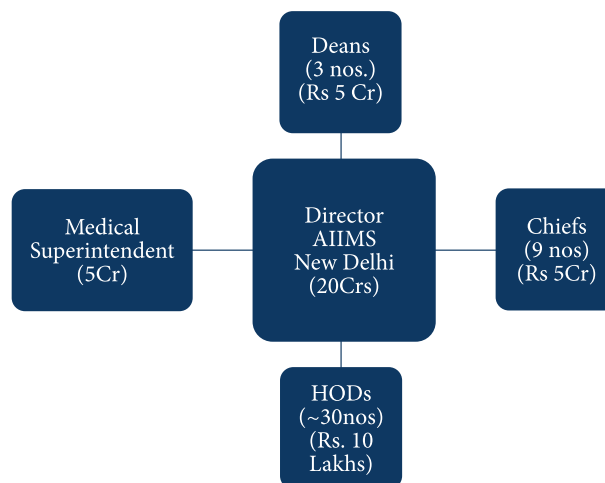 Deans
(3 nos.)
(Rs 5 Cr)
Medical
Superintendent
(5Cr)
Director
AIIMS
New Delhi
(20Crs)
Chiefs
(9 nos)
(Rs 5Cr)
HODs
(~30nos)
(Rs. 10
Lakhs)